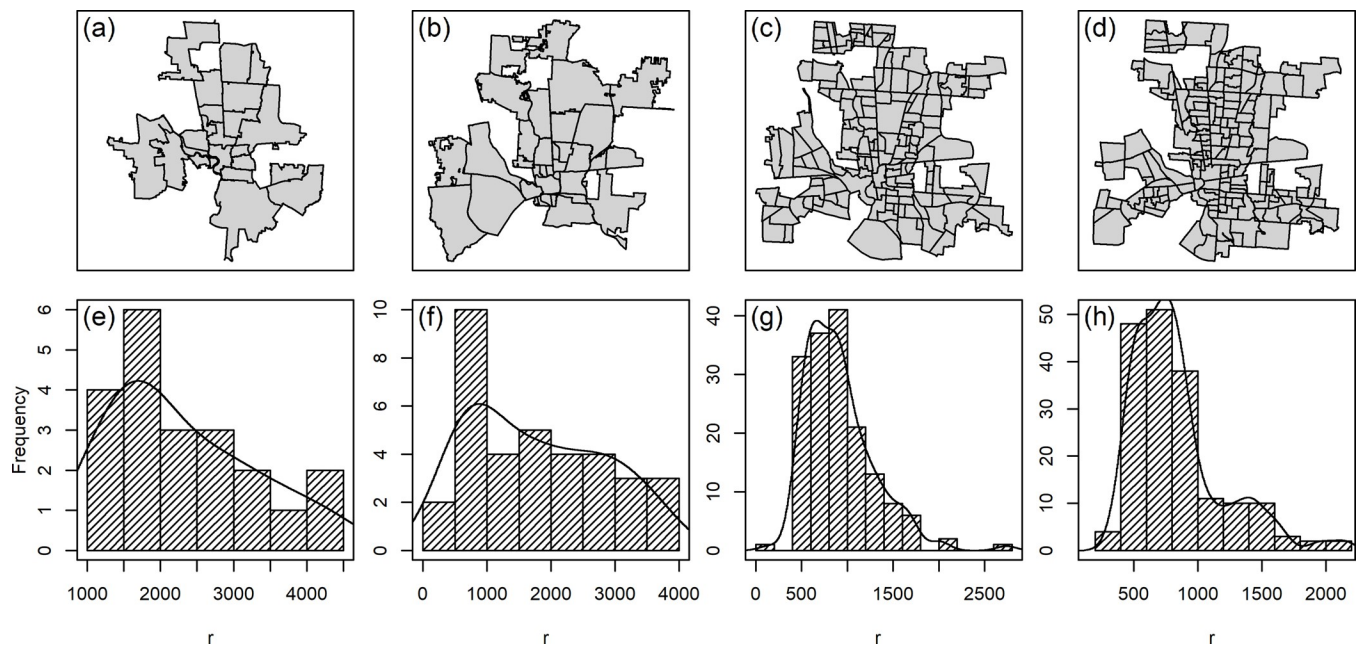 (a) (b) (c) (d)
(e) (f) (g) (h)
Frequency
6 5 4 3 2 1 0
10 8 6 4 2 0
40 30 20 10 0
50 40 30 20 10 0
1000 2000 3000 4000
0 1000 2000 3000 4000
0 500 1500 2500
500 1000 1500 2000
r r r r